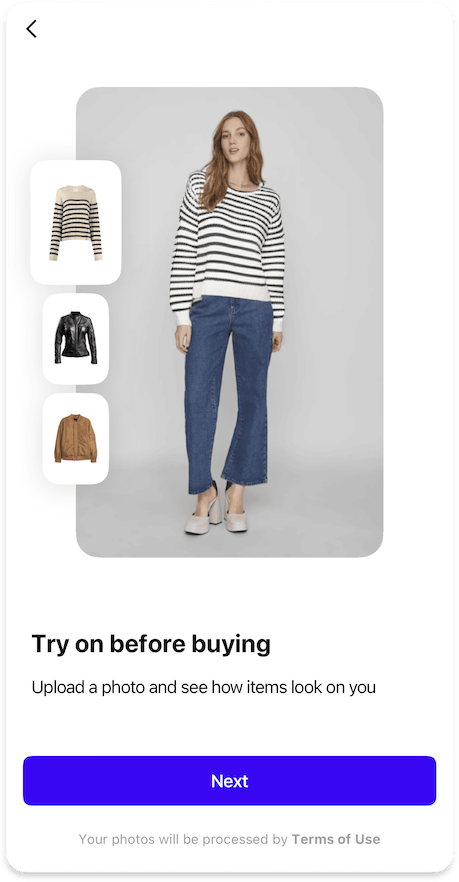 Try on before buying
Upload a photo and see how items look on you
Next
Your photos will be processed by Terms of Use